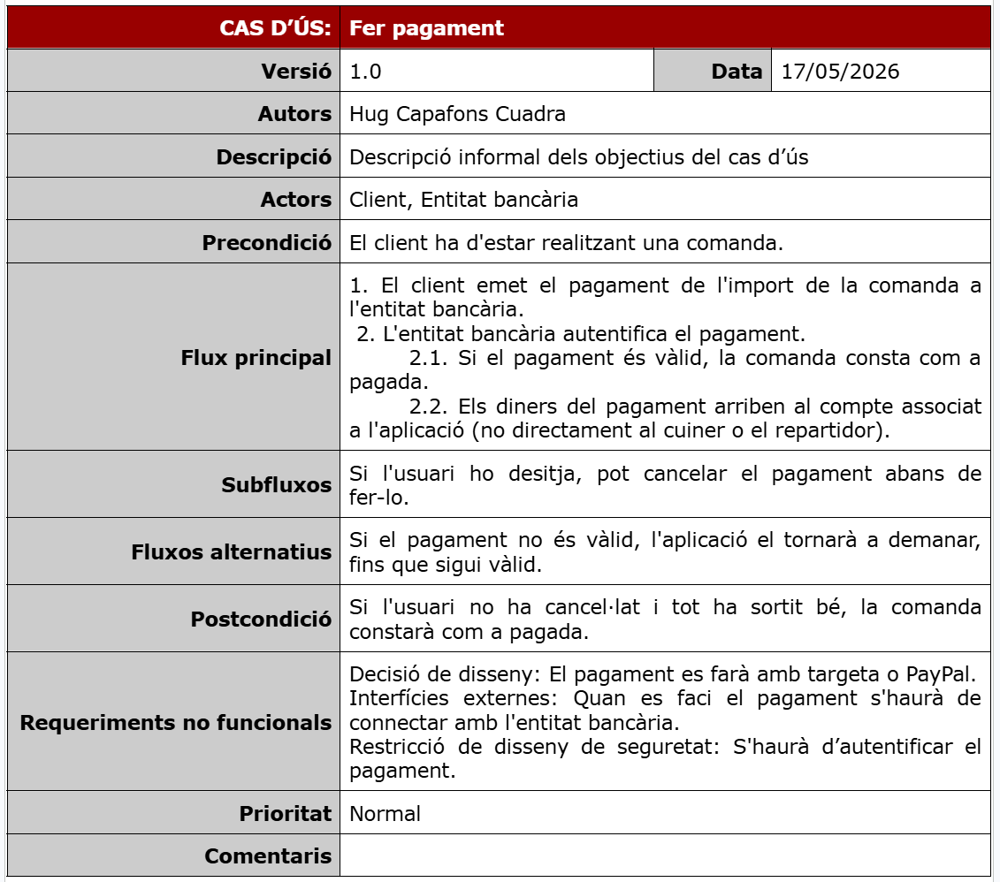 CAS D’ÚS: Fer pagament
Versió 1.0 Data 17/05/2026
Autors Hug Capafons Cuadra
Descripció Descripció informal dels objectius del cas d’ús
Actors Client, Entitat bancària
Precondició El client ha d'estar realitzant una comanda.
Flux principal
1. El client emet el pagament de l'import de la comanda a
l'entitat bancària.
2. L'entitat bancària autentifica el pagament.
2.1. Si el pagament és vàlid, la comanda consta com a
pagada.
2.2. Els diners del pagament arriben al compte associat
a l'aplicació (no directament al cuiner o el repartidor).
Subfluxos
Si l'usuari ho desitja, pot cancelar el pagament abans de
fer-lo.
Fluxos alternatius
Si el pagament no és vàlid, l'aplicació el tornarà a demanar,
fins que sigui vàlid.
Postcondició
Si l'usuari no ha cancel·lat i tot ha sortit bé, la comanda
constarà com a pagada.
Requeriments no funcionals
Decisió de disseny: El pagament es farà amb targeta o PayPal.
Interfícies externes: Quan es faci el pagament s'haurà de
connectar amb l'entitat bancària.
Restricció de disseny de seguretat: S'haurà d’autentificar el
pagament.
Prioritat Normal
Comentaris